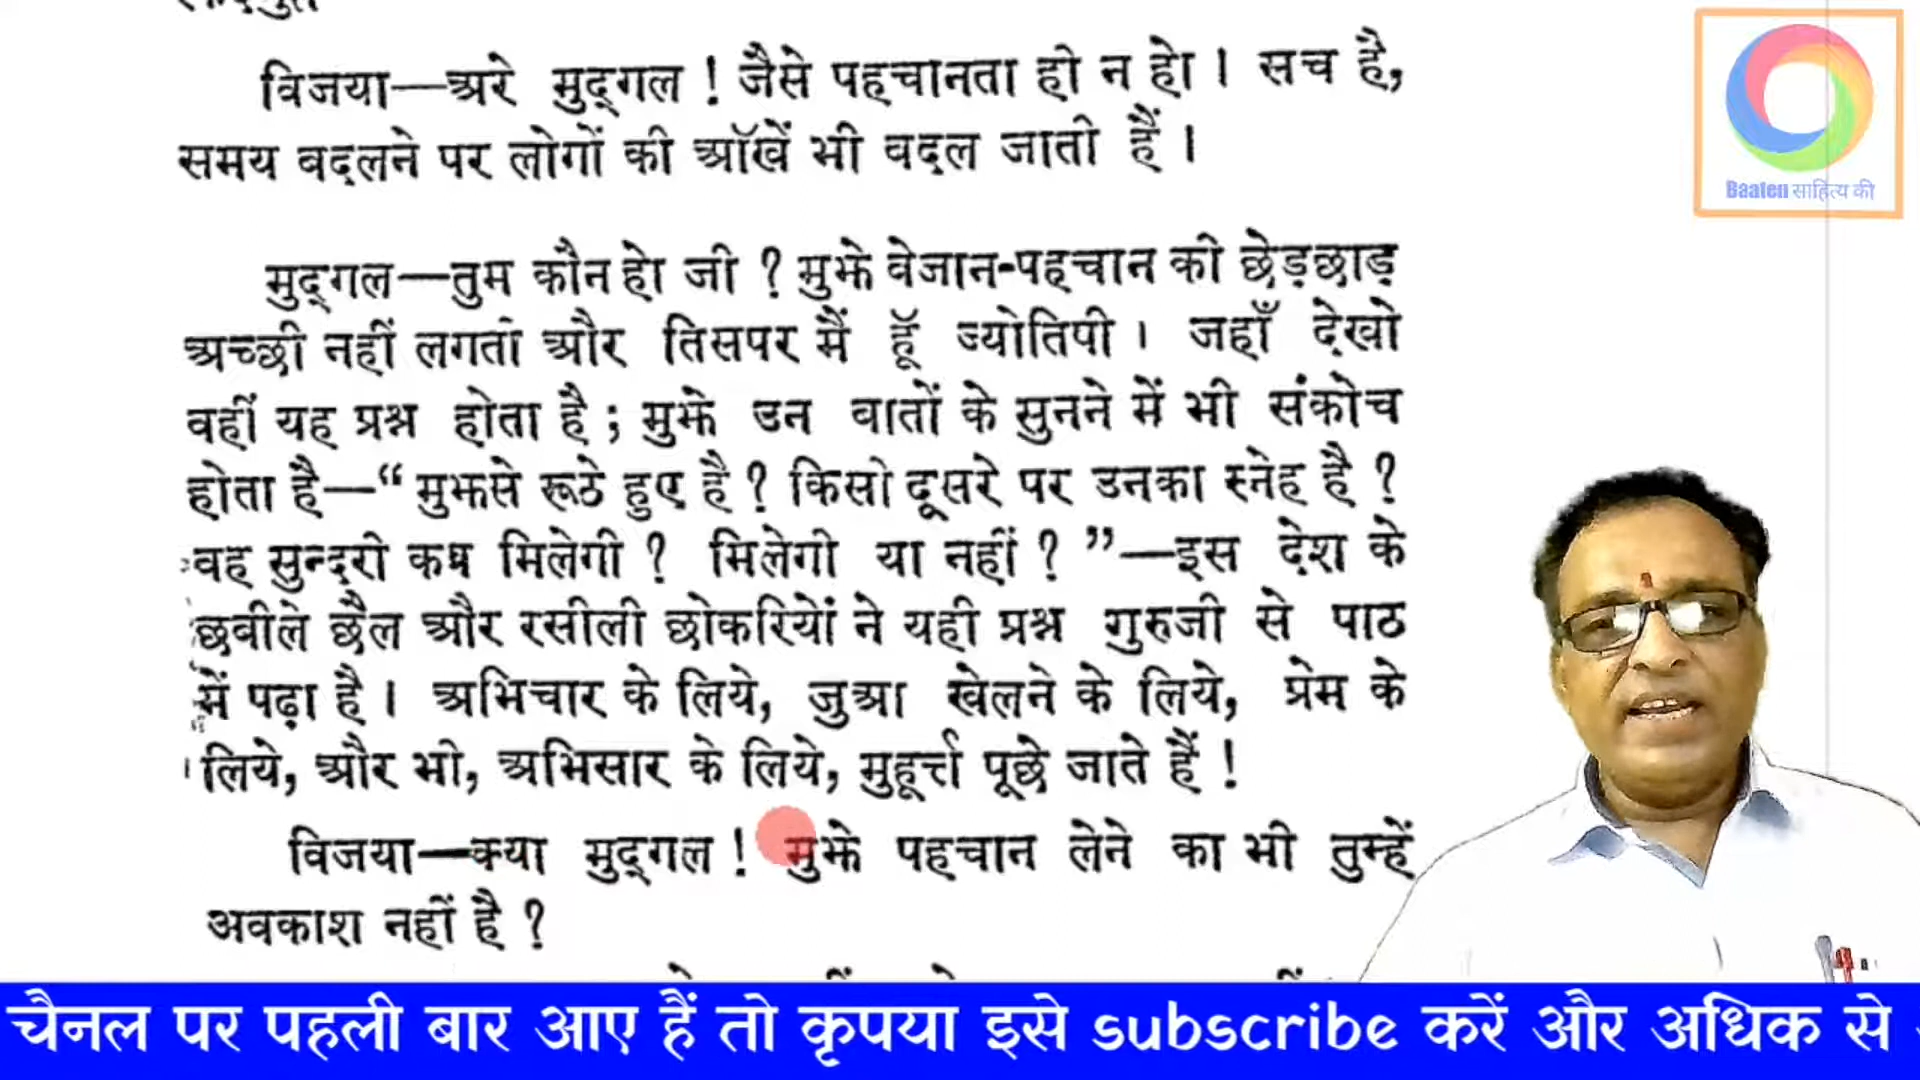 विजया—अरे मुद्गल ! जैसे पहचानता ही न हो । सच है,
समय बदलने पर लोगों की आँखें भी बदल जाती हैं ।
मुद्गल—तुम कौन हो जी ? मुझे बेजान-पहचान की छेड़छाड़
अच्छी नहीं लगती और तिसपर मैं हूँ ज्योतिषी । जहाँ देखो
वहीं यह प्रश्न होता है ; मुझे उन बातों के सुनने में भी संकोच
होता है—“ मुझसे रूठे हुए है ? किसी दूसरे पर उनका स्नेह है ?
वह सुन्दरी कब मिलेगी ? मिलेगी या नहीं ? ”—इस देश के
छबीले छैल और रसीली छोकरियों ने यही प्रश्न गुरुजी से पाठ
में पढ़ा है । अभिचार के लिये, जुआ खेलने के लिये, प्रेम के
लिये, और भी, अभिसार के लिये, मुहूर्त्त पूछे जाते हैं !
विजया—क्या मुद्गल ! मुझे पहचान लेने का भी तुम्हें
अवकाश नहीं है ?
Baaten साहित्य की
चैनल पर पहली बार आए हैं तो कृपया इसे subscribe करें और अधिक से